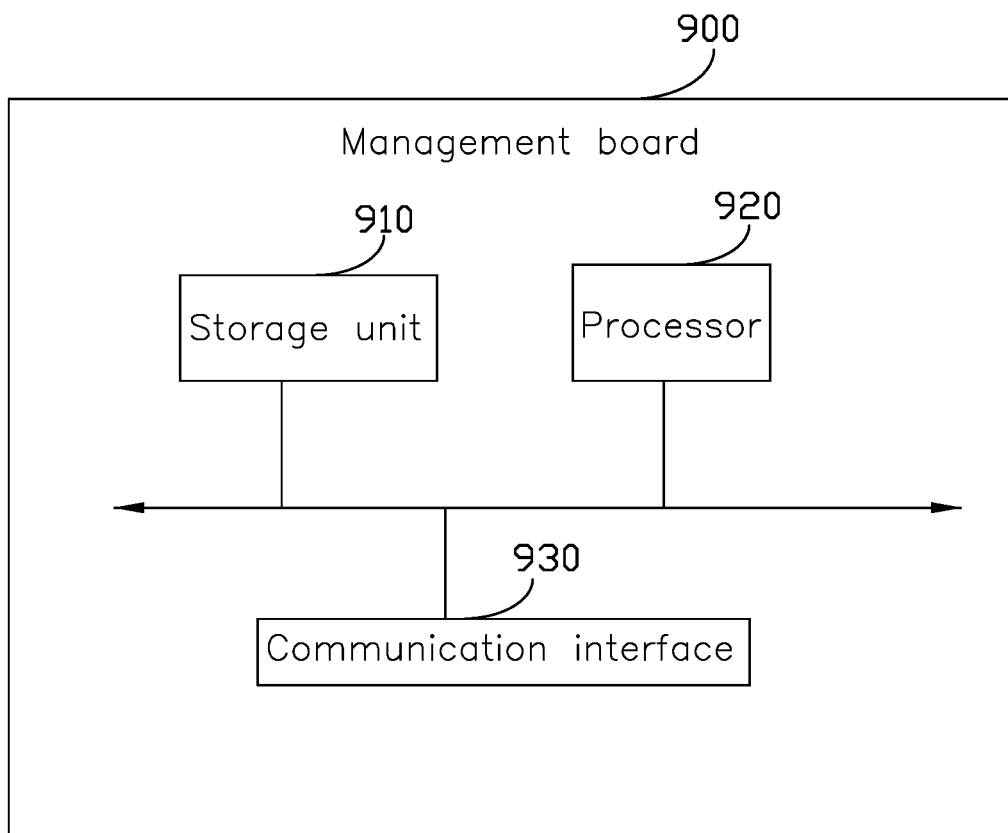 900
Management board
910
920
Storage unit
Processor
930
Communication interface